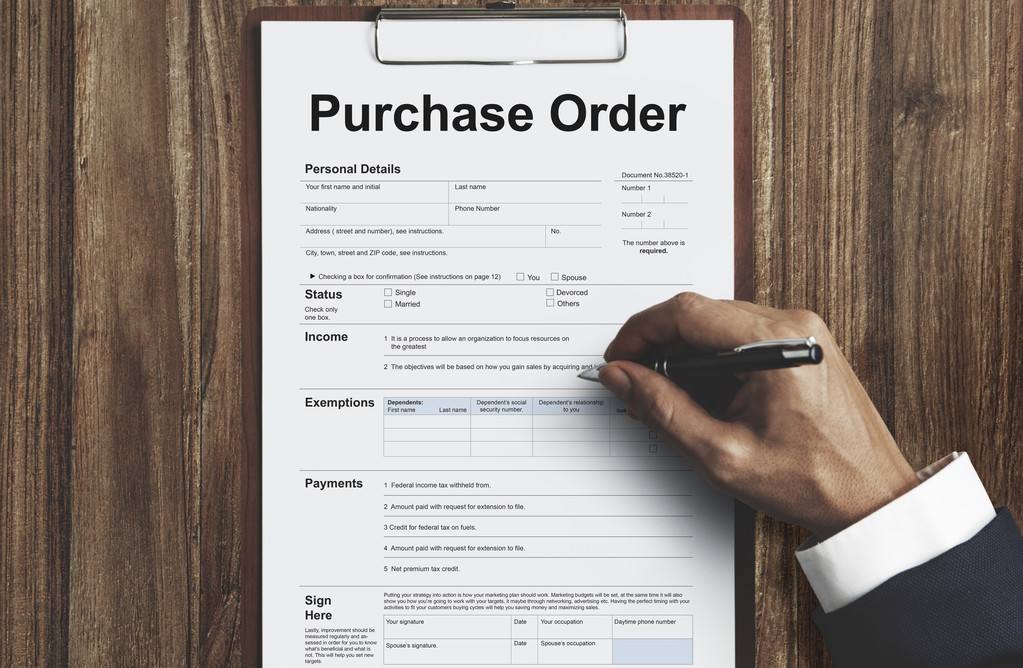 Purchase Order
Personal Details
Document No.38520-1
Your first name and initial
Last name
Number 1
Nationality
Phone Number
Number 2
Address ( street and number), see instructions.
No.
The number above is
required.
City, town, street and ZIP code, see instructions.
Checking a box for confirmation (See instructions on page 12)
You
Spouse
Status
Check only
one box.
Single
Married
Devorced
Others
Income
1 It is a process to allow an organization to focus resources on
the greatest
2 The objectives will be based on how you gain sales by acquiring and
Exemptions
Dependents:
First name
Last name
Dependent's social
security number.
Dependent's relationship
to you
Payments
1 Federal income tax withheld from.
2 Amount paid with request for extension to file.
3 Credit for federal tax on fuels.
4 Amount paid with request for extension to file.
5 Net premium tax credit.
Sign
Here
Lastly, improvement should be
measured regularly and as-
sessed in order for you to know
what's beneficial and what is
not. This will help you set new
targets.
Putting your strategy into action is how your marketing plan should work. Marketing budgets will be set, at the same time it will also
show you how you're going to work with your targets, it maybe through networking, advertising etc. Having the perfect timing with your
activities to fit your customers buying cycles will help you saving money and maximizing sales.
Your signature
Date
Your occupation
Daytime phone number
Spouse's signature.
Date
Spouse's occupation